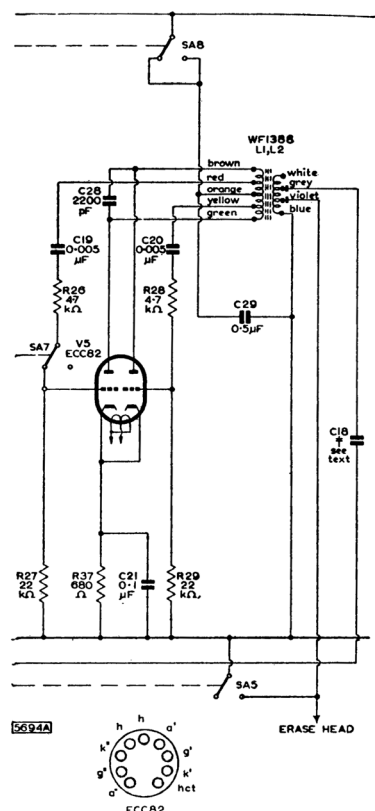 SA8
WF1386
L1,L2
brown
white
grey
red
C28
2200
pF
orange
violet
yellow
blue
green
C19
0·005
µF
C20
0·005
µF
R26
4·7
kΩ
R28
4·7
kΩ
C29
0·5µF
SA7
V5
ECC82
C18
see
text
R27
22
kΩ
R37
680
Ω
C21
0·1
µF
R29
22
kΩ
SA5
5694A
ERASE HEAD
h h
a'
k"
g'
g"
k'
a"
hct
ECC82